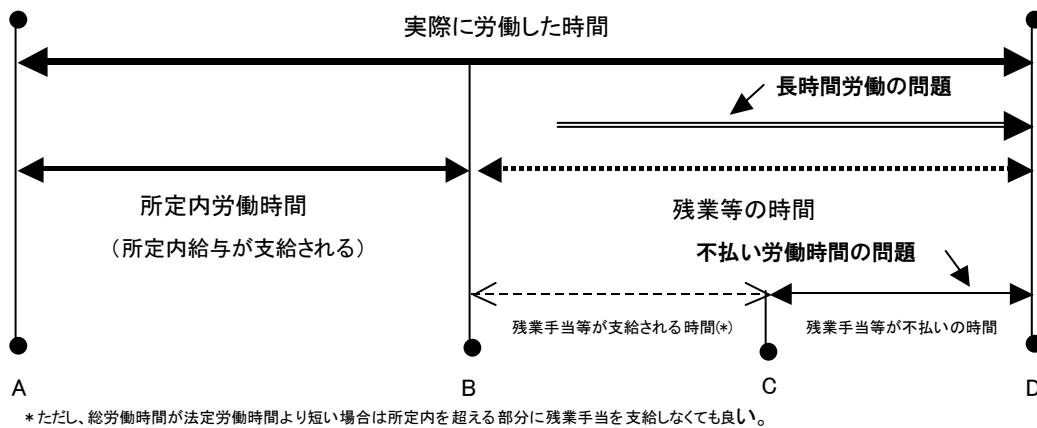 実際に労働した時間
長時間労働の問題
所定内労働時間
残業等の時間
（所定内給与が支給される）
不払い労働時間の問題
残業手当等が支給される時間(*)
残業手当等が不払いの時間
A
B
C
D
*ただし、総労働時間が法定労働時間より短い場合は所定内を超える部分に残業手当を支給しなくても良い。